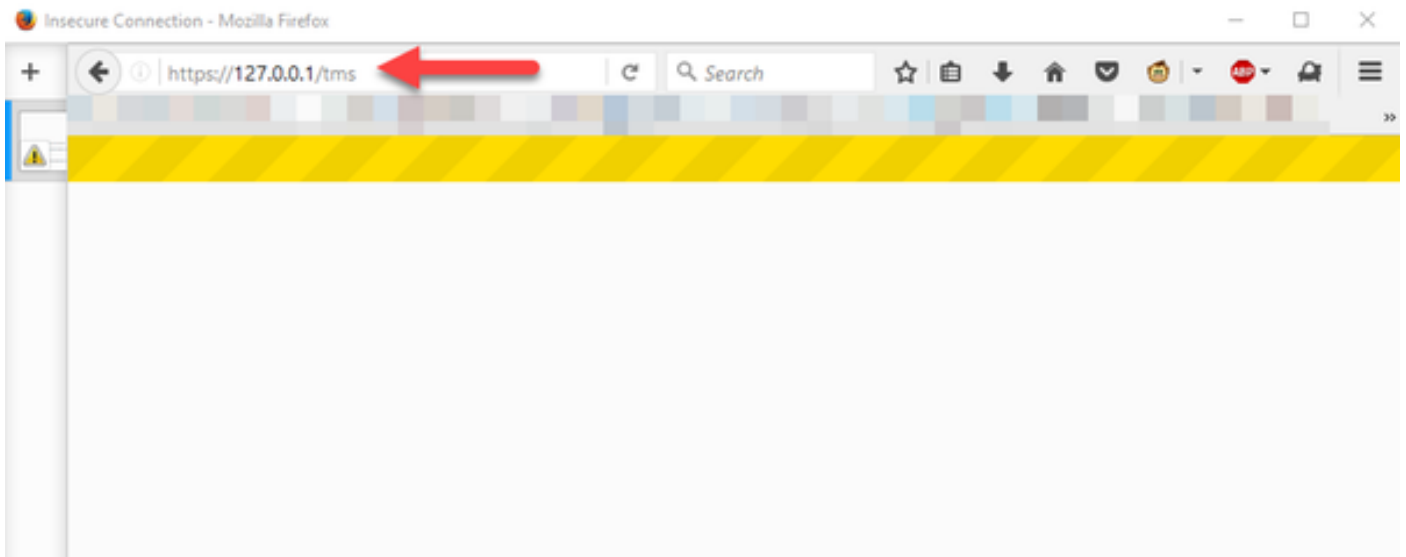 Insecure Connection - Mozilla Firefox
https://127.0.0.1/tms
Search
ABP